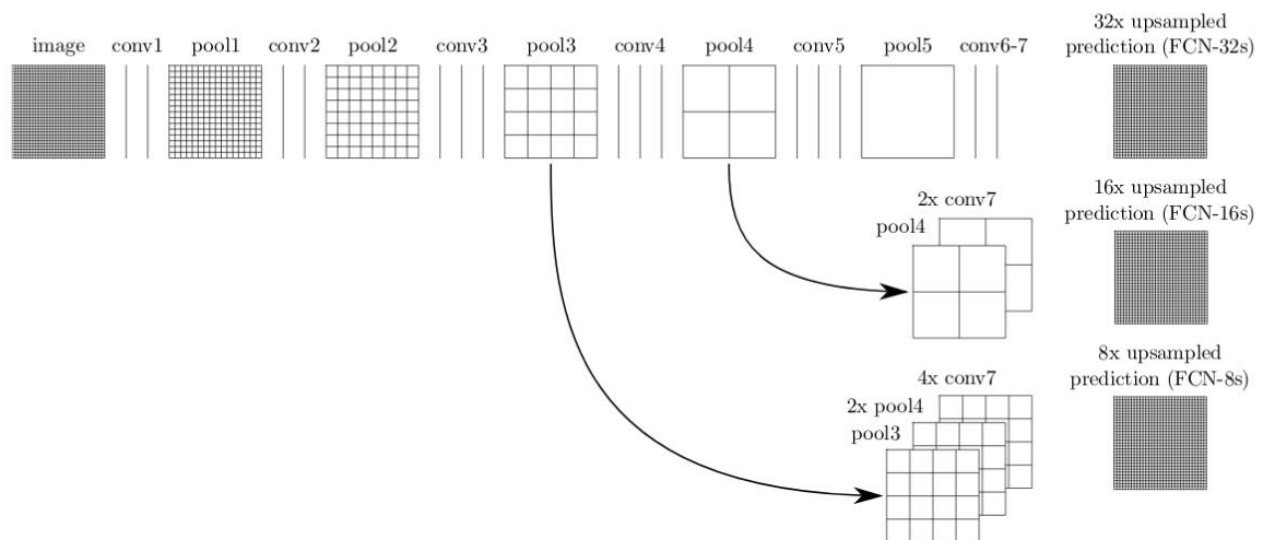 image conv1 pool1 conv2 pool2 conv3 pool3 conv4 pool4 conv5 pool5 conv6-7
32x upsampled
prediction (FCN-32s)
16x upsampled
prediction (FCN-16s)
2x conv7
pool4
8x upsampled
prediction (FCN-8s)
4x conv7
2x pool4
pool3